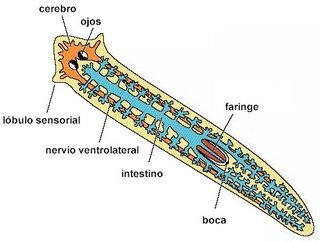 cerebro
ojos
lóbulo sensorial
nervio ventrolateral
intestino
faringe
boca